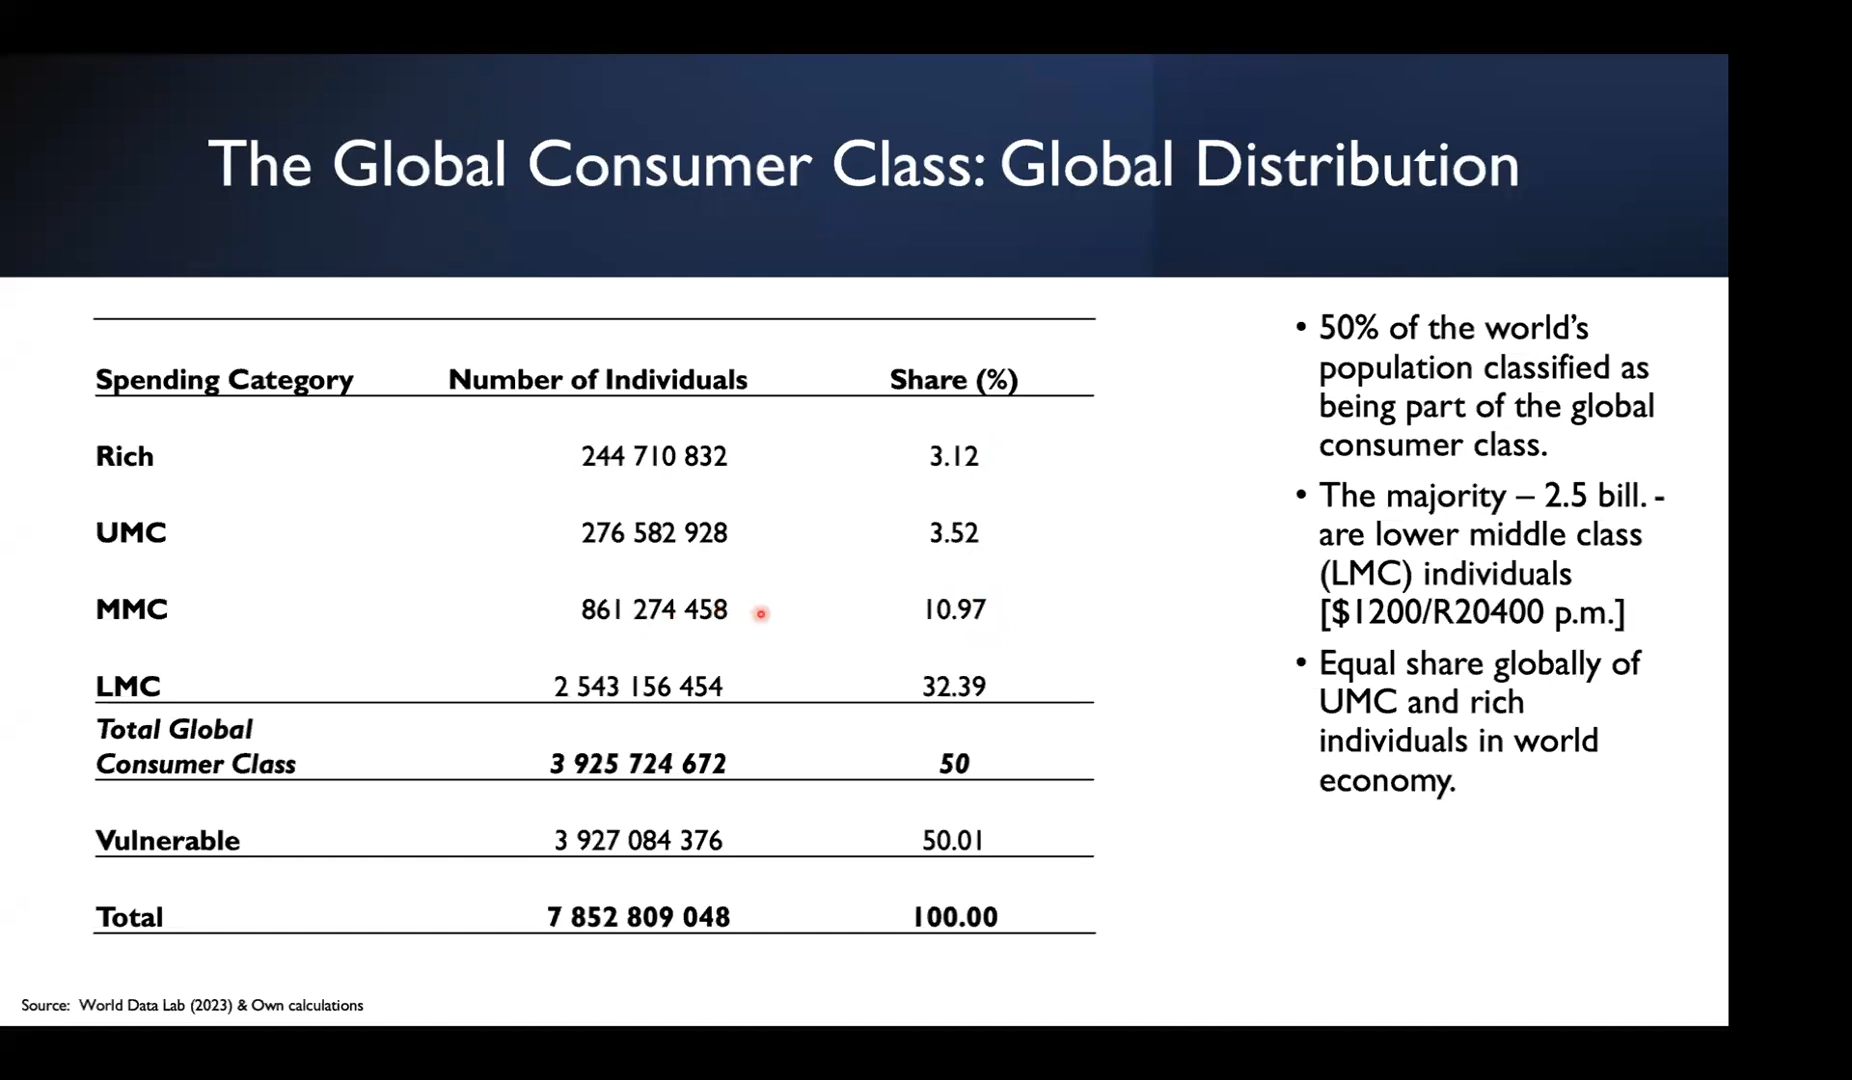 The Global Consumer Class: Global Distribution
Spending Category Number of Individuals Share (%)
Rich 244 710 832 3.12
UMC 276 582 928 3.52
MMC 861 274 458 10.97
LMC 2 543 156 454 32.39
Total Global
Consumer Class 3 925 724 672 50
Vulnerable 3 927 084 376 50.01
Total 7 852 809 048 100.00
• 50% of the world’s
population classified as
being part of the global
consumer class.
• The majority – 2.5 bill. -
are lower middle class
(LMC) individuals
[$1200/R20400 p.m.]
• Equal share globally of
UMC and rich
individuals in world
economy.
Source: World Data Lab (2023) & Own calculations